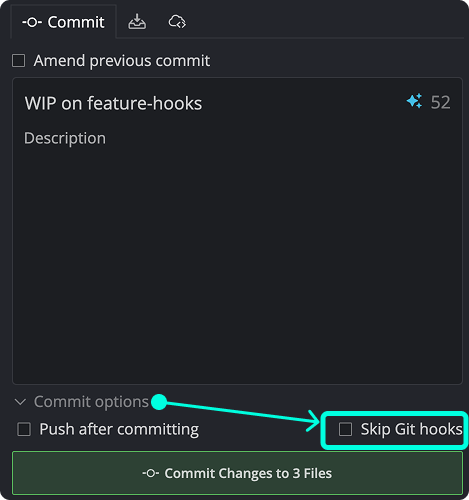 Commit
Amend previous commit
WIP on feature-hooks 52
Description
Commit options
Push after committing Skip Git hooks
Commit Changes to 3 Files